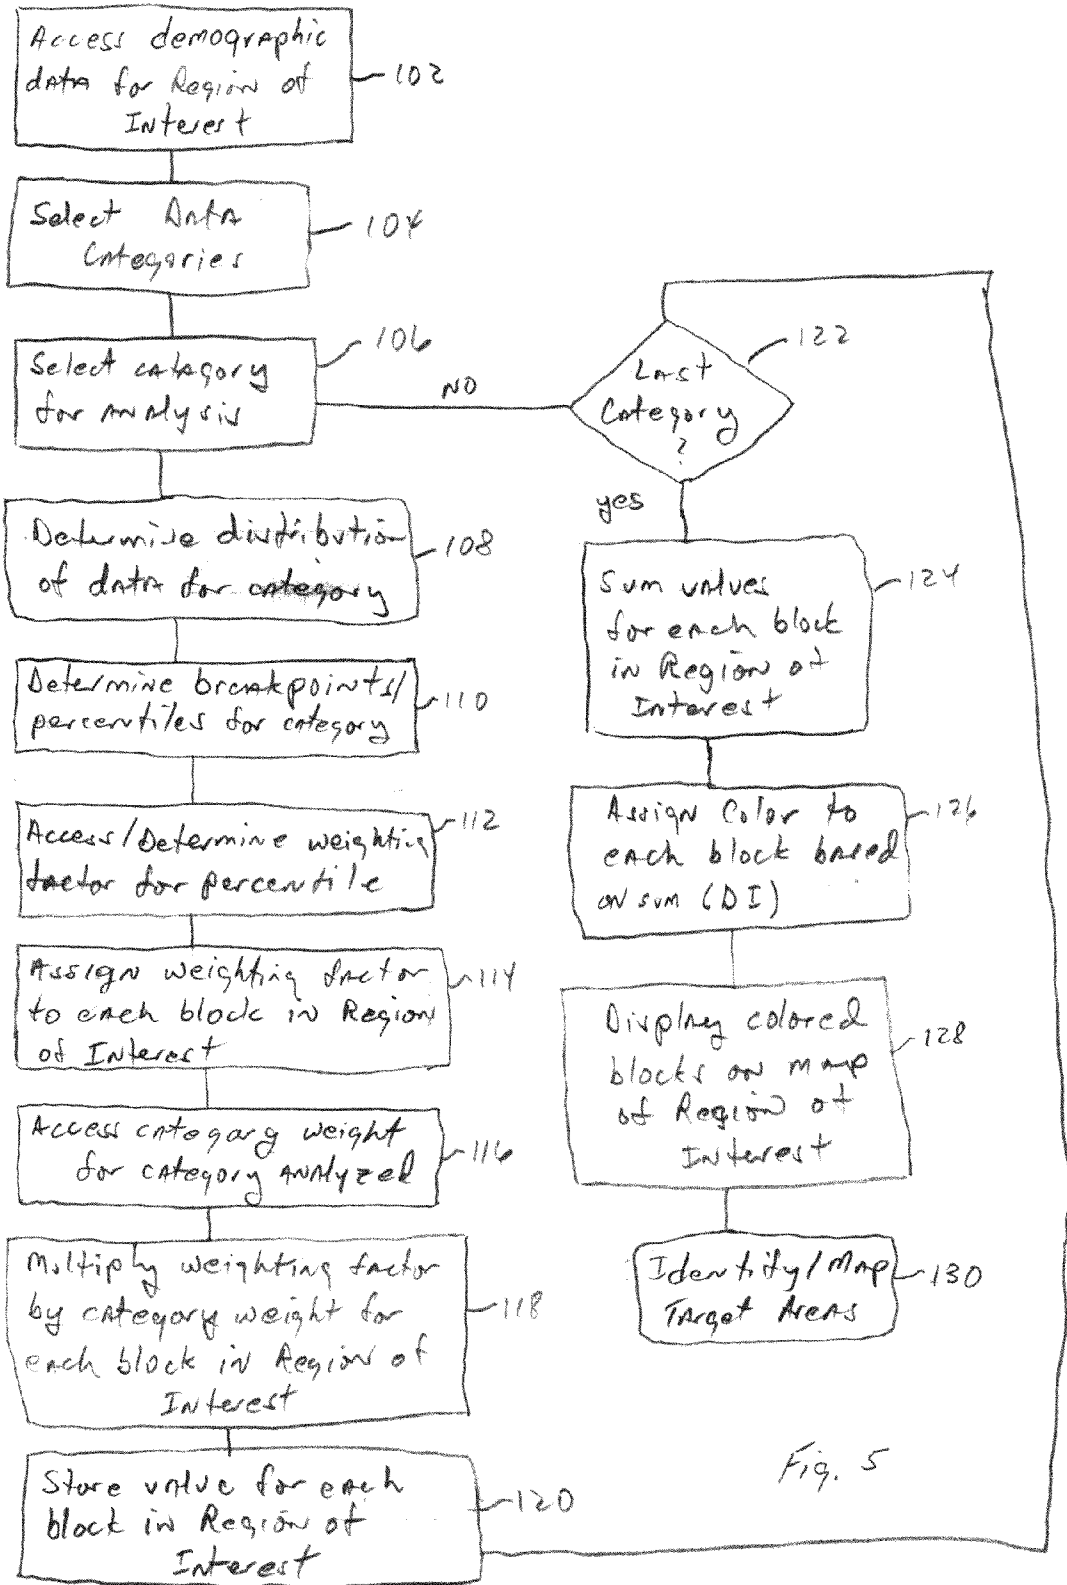 Access demographic
data for Region of
Interest
102
Select Data
Categories
104
Select catagory
for analysis
106
NO
Determine distribution
of data for category
108
Determine breakpoints/
percentiles for category
110
Access/Determine weighting
factor for percentile
112
Assign weighting factor
to each block in Region
of Interest
114
Access category weight
for category analyzed
116
Multiply weighting factor
by category weight for
each block in Region of
Interest
118
Store value for each
block in Region of
Interest
120
Last
Category
?
122
yes
Sum values
for each block
in Region of
Interest
124
Assign Color to
each block based
on sum (DI)
126
Display colored
blocks on map
of Region of
Interest
128
Identify/Map
Target Areas
130
Fig. 5